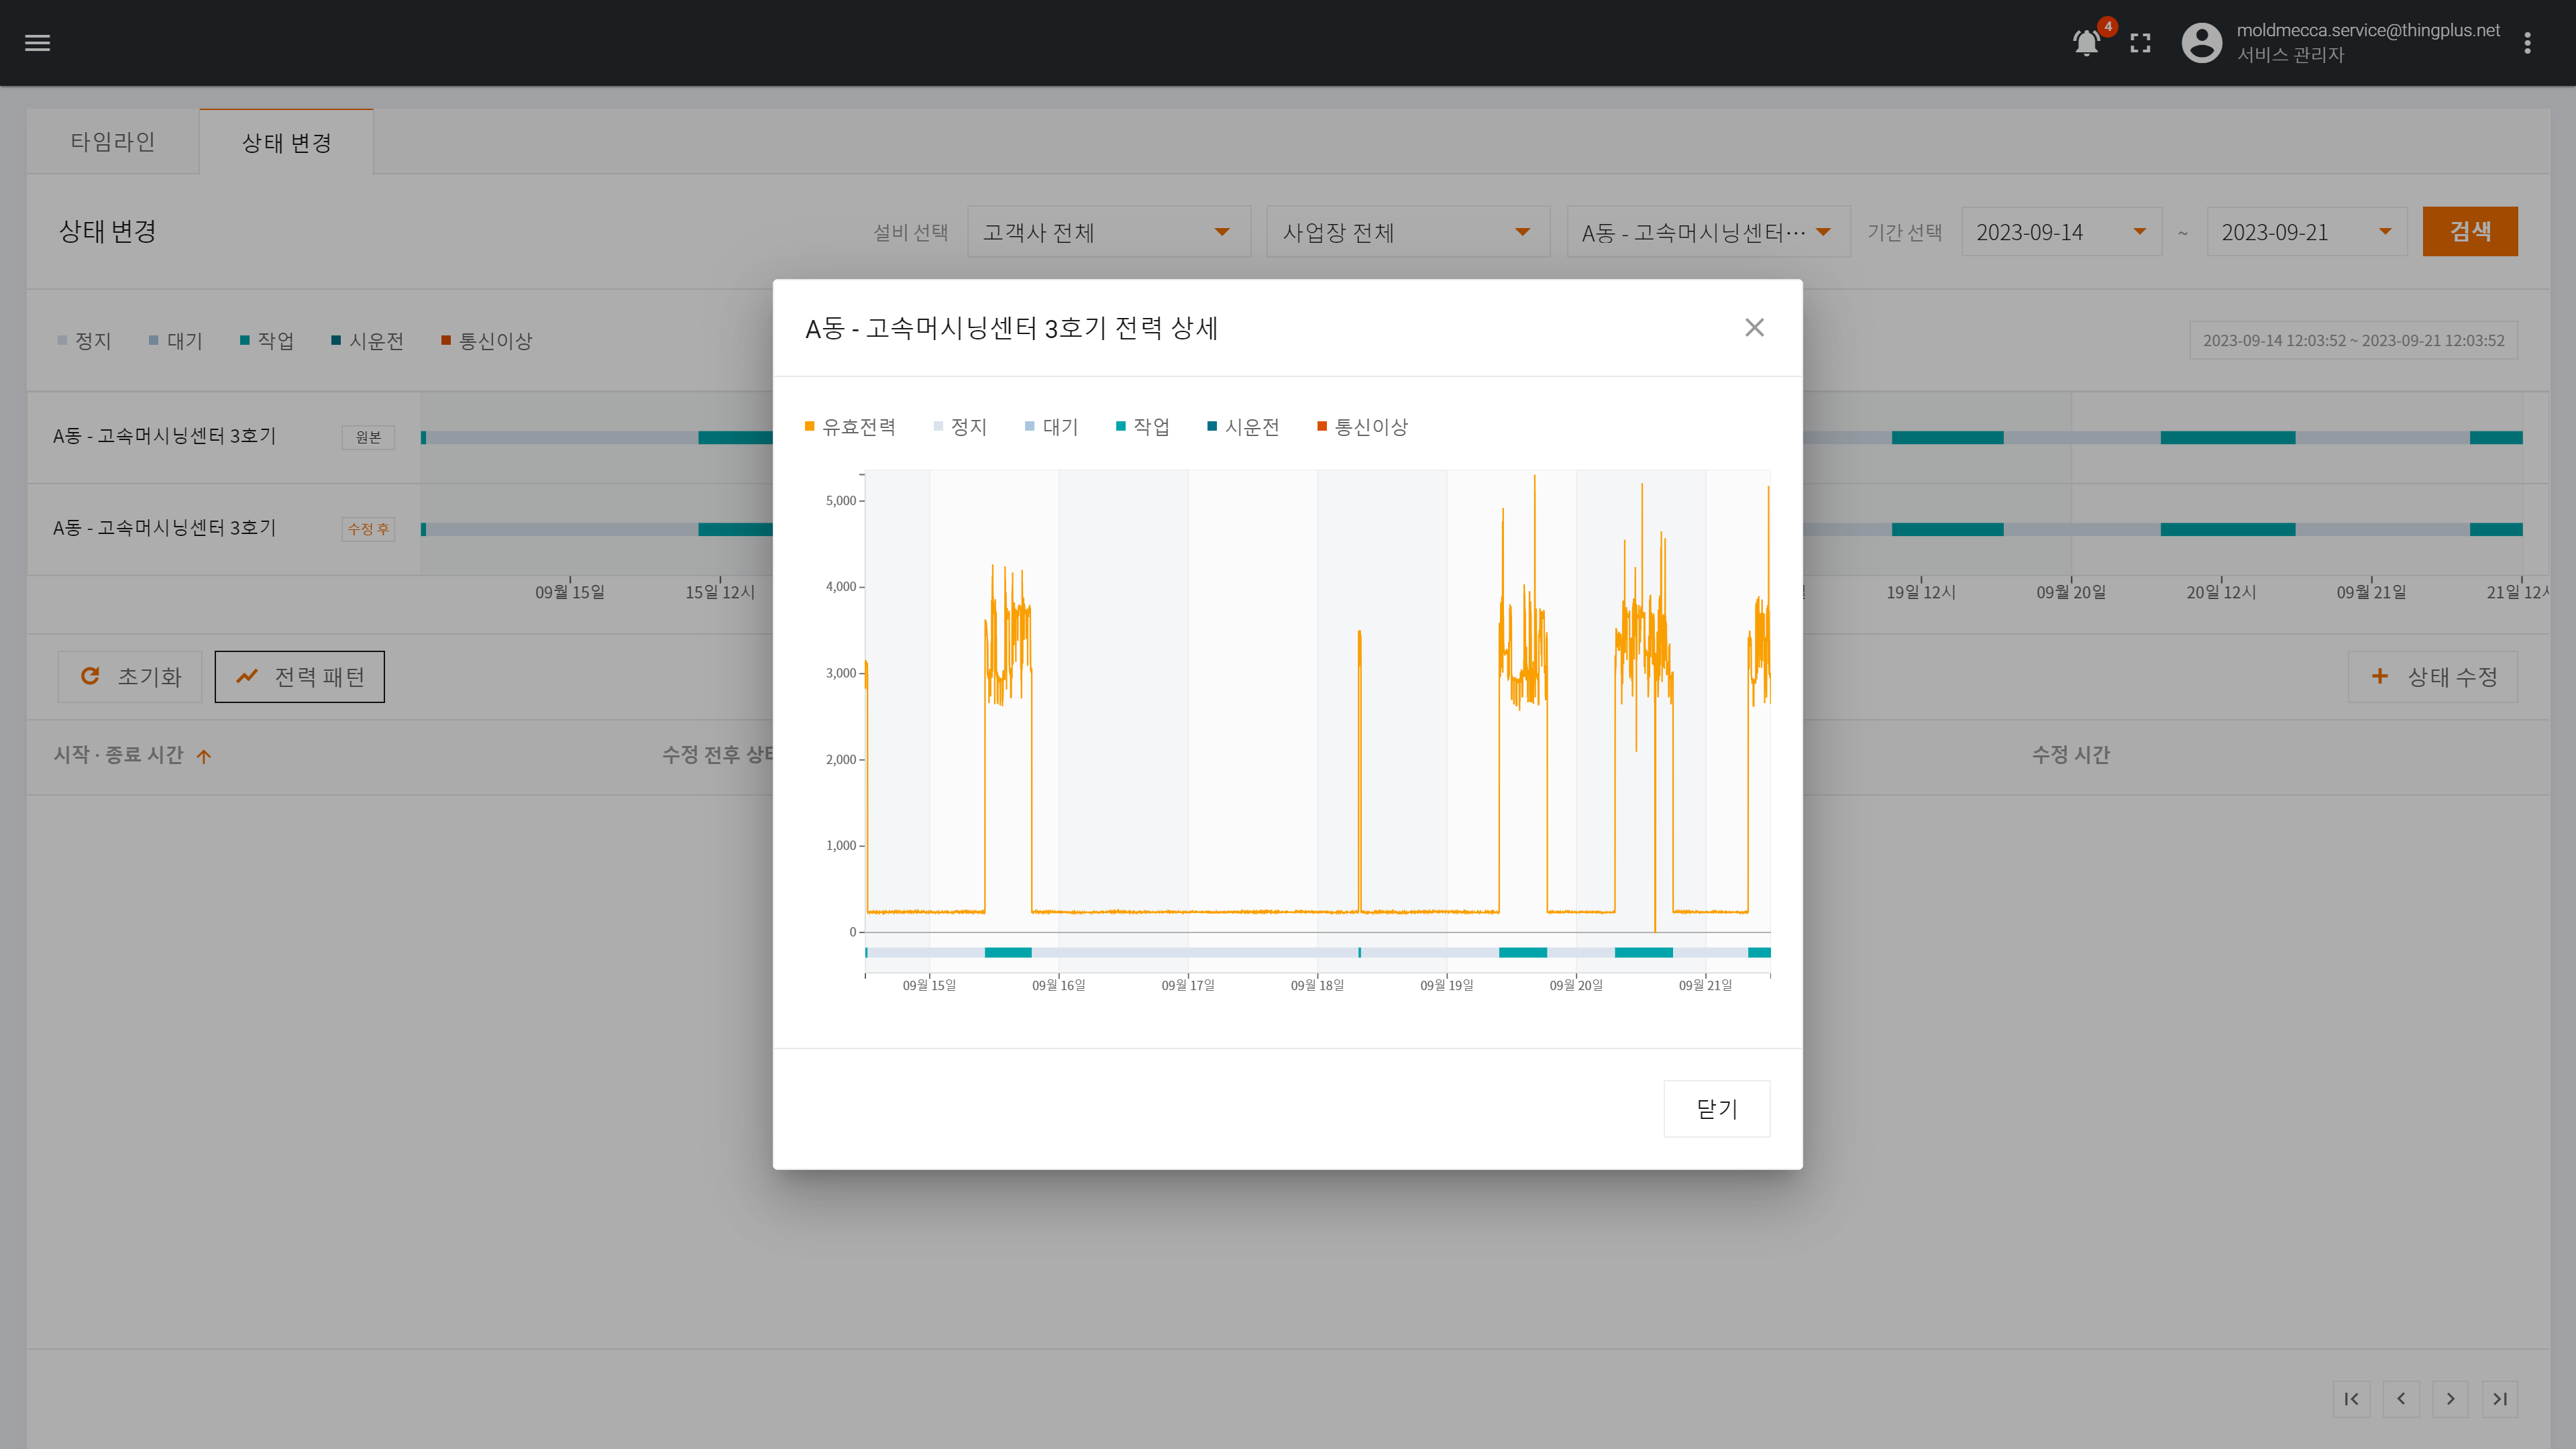 4
moldmecca.service@thingplus.net
서비스 관리자
타임라인
상태 변경
상태 변경
설비 선택
고객사 전체
사업장 전체
A동 - 고속머시닝센터…
기간 선택
2023-09-14
~
2023-09-21
검색
정지
대기
작업
시운전
통신이상
2023-09-14 12:03:52 ~ 2023-09-21 12:03:52
A동 - 고속머시닝센터 3호기
원본
A동 - 고속머시닝센터 3호기
수정 후
09월 15일
15일 12시
19일 12시
09월 20일
20일 12시
09월 21일
21일 12시
초기화
전력 패턴
상태 수정
시작 · 종료 시간
수정 전후 상태
수정 시간
A동 - 고속머시닝센터 3호기 전력 상세
유효전력
정지
대기
작업
시운전
통신이상
5,000
4,000
3,000
2,000
1,000
0
09월 15일
09월 16일
09월 17일
09월 18일
09월 19일
09월 20일
09월 21일
닫기